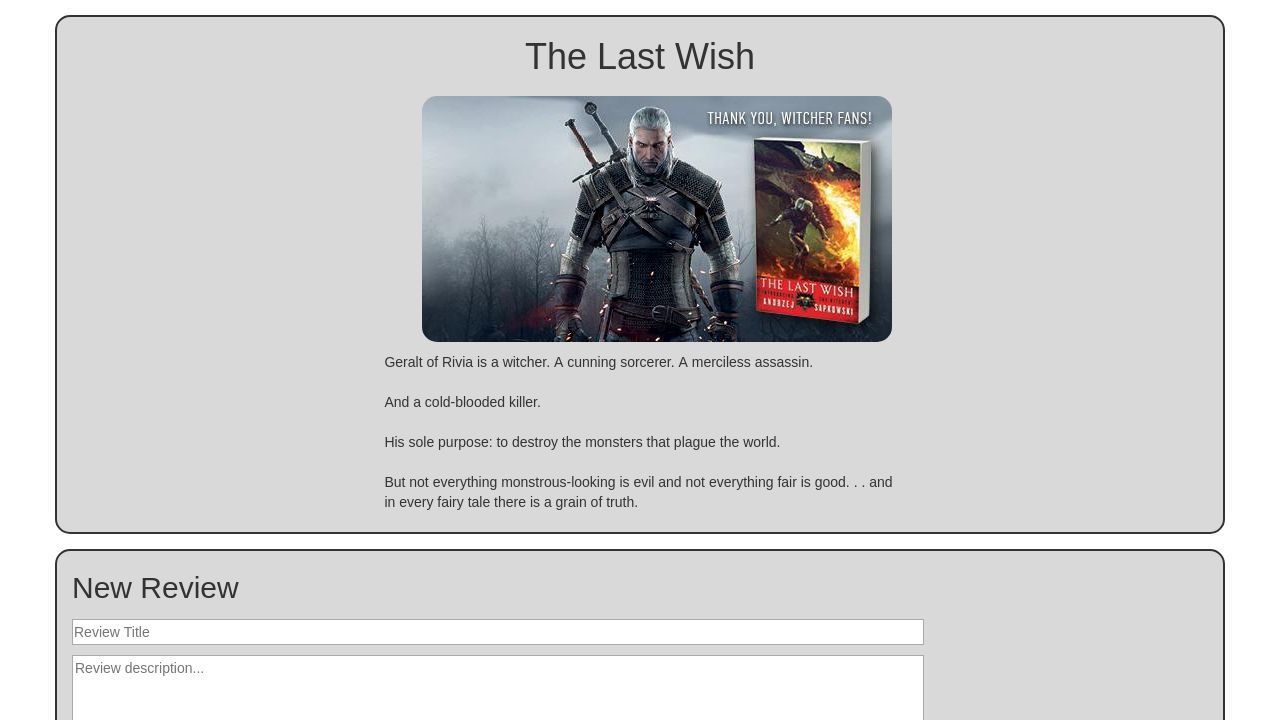 The Last Wish
THANK YOU, WITCHER FANS!
THE LAST WISH
INTRODUCING THE WITCHER
ANDRZEJ SAPKOWSKI
Geralt of Rivia is a witcher. A cunning sorcerer. A merciless assassin.
And a cold-blooded killer.
His sole purpose: to destroy the monsters that plague the world.
But not everything monstrous-looking is evil and not everything fair is good. . . and
in every fairy tale there is a grain of truth.
New Review
Review Title
Review description...